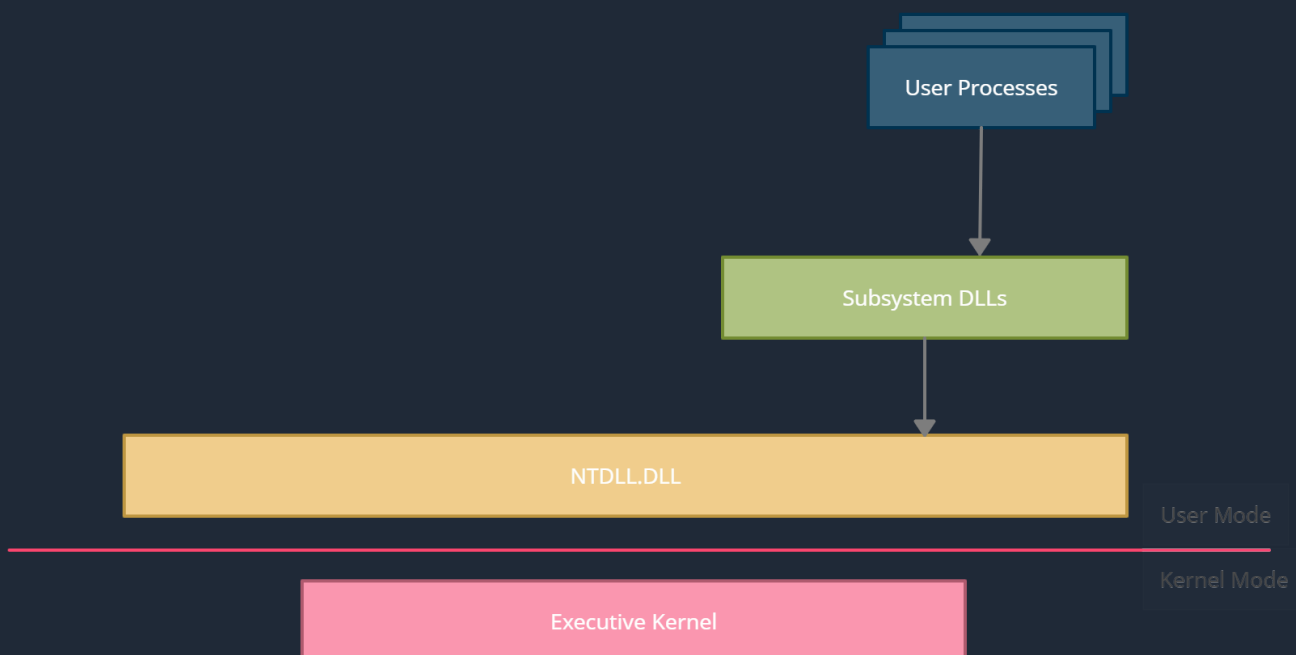 User Processes
Subsystem DLLs
NTDLL.DLL
User Mode
Kernel Mode
Executive Kernel